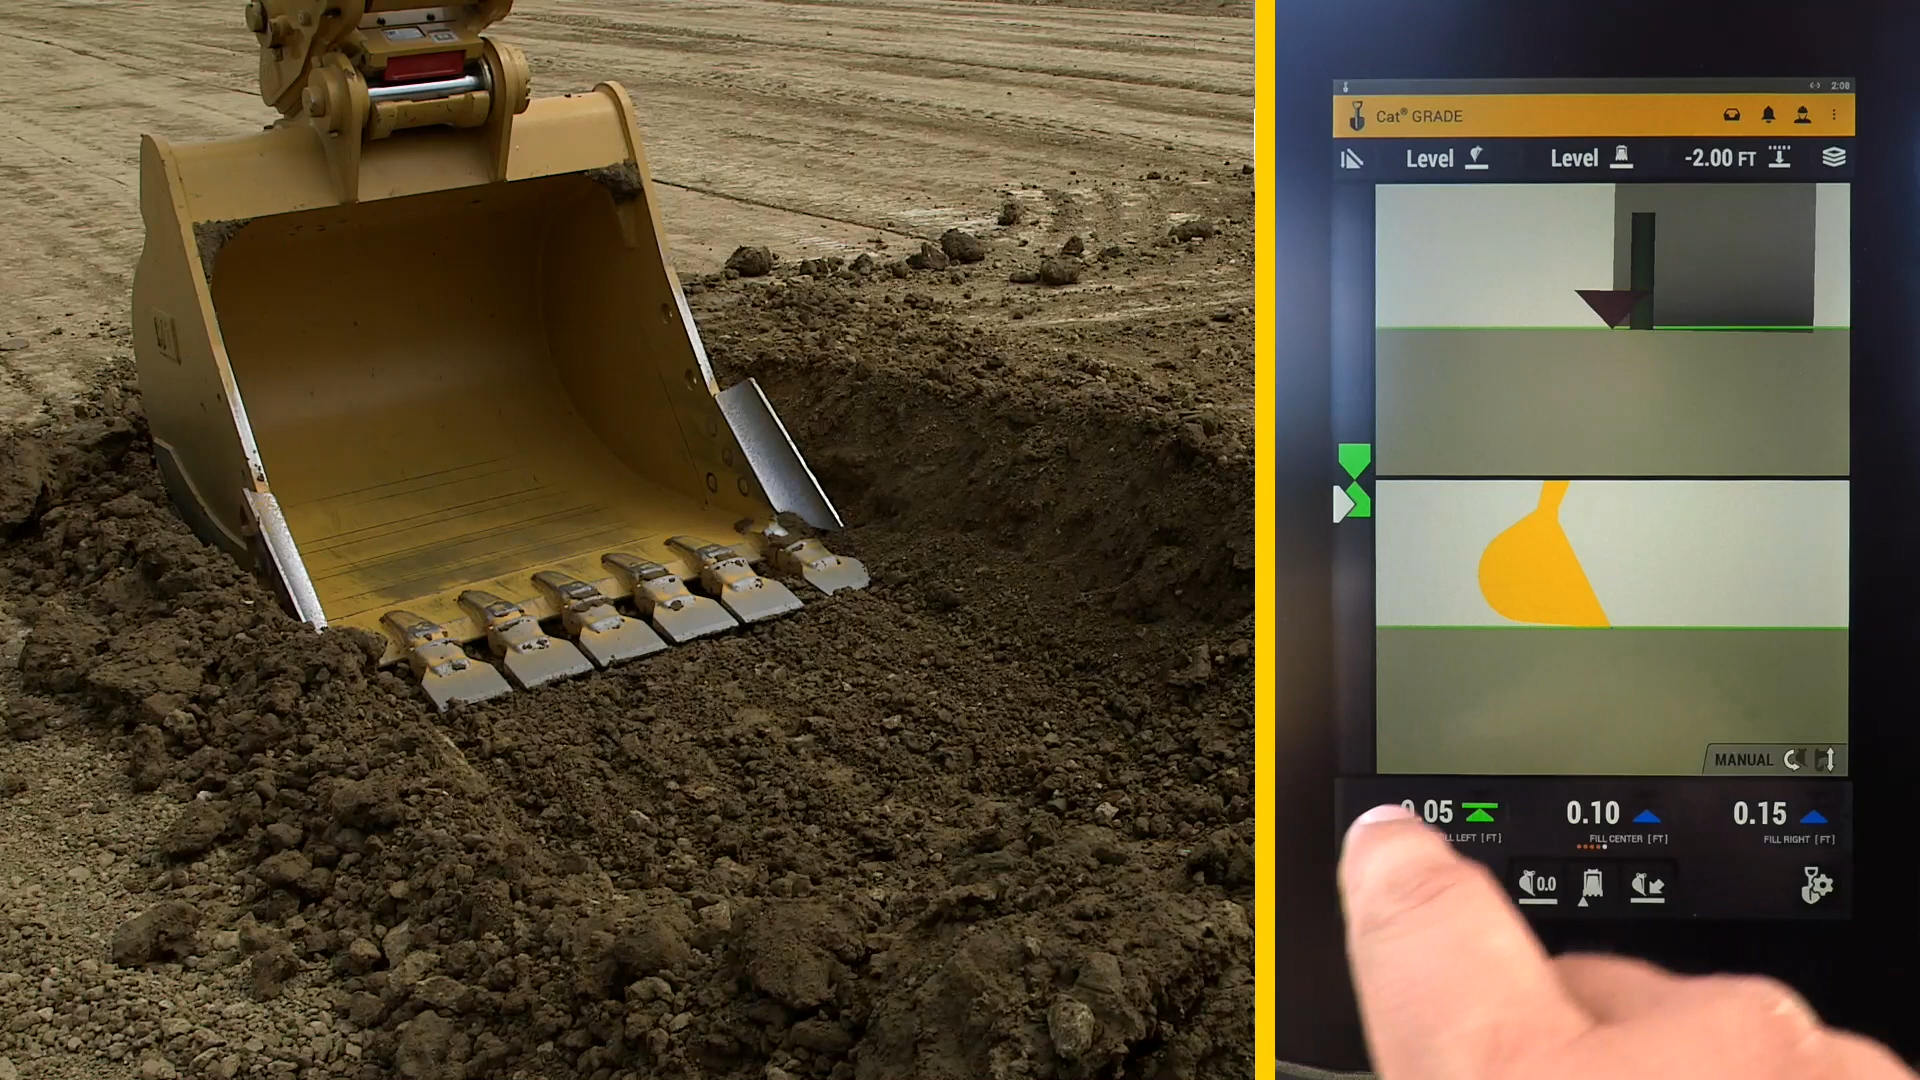 2:08
Cat® GRADE
Level Level -2.00 FT
MANUAL
0.05 0.10 0.15
LEFT [FT] FILL CENTER [FT] FILL RIGHT [FT]
0.0